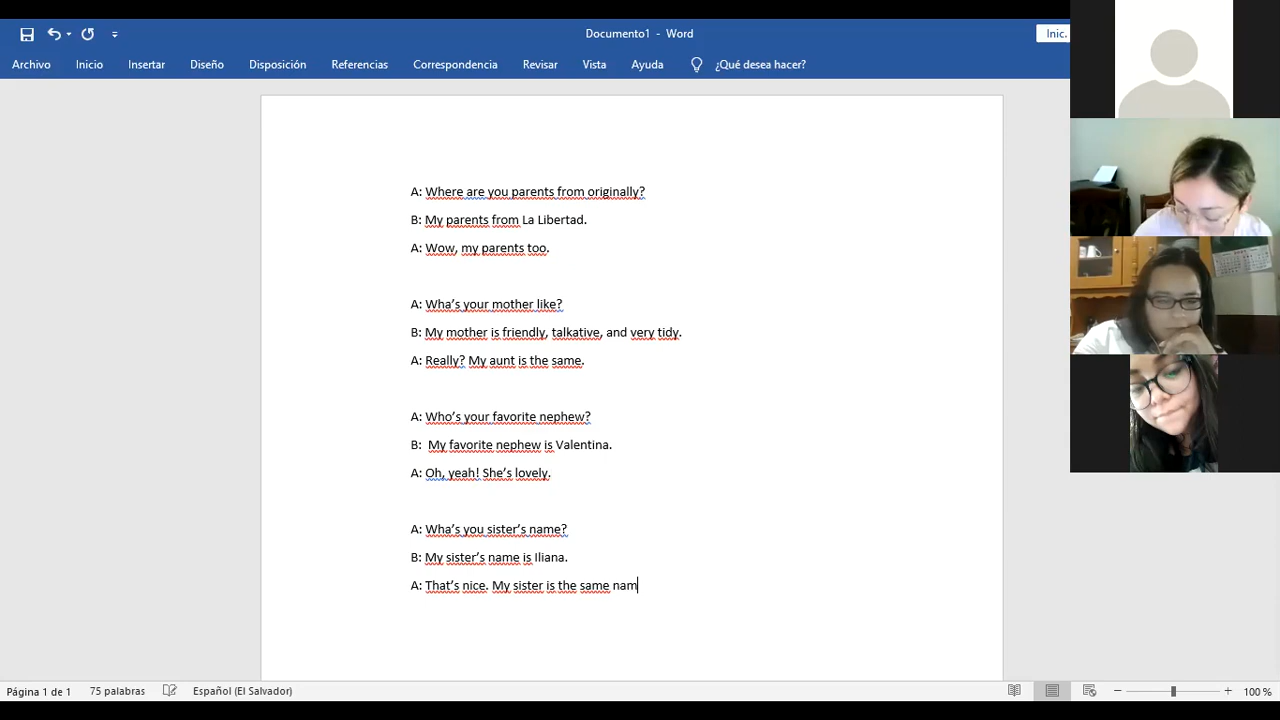 Documento1 - Word
Inic.
Archivo Inicio Insertar Diseño Disposición Referencias Correspondencia Revisar Vista Ayuda ¿Qué desea hacer?
A: Where are you parents from originally?
B: My parents from La Libertad.
A: Wow, my parents too.
A: Wha's your mother like?
B: My mother is friendly, talkative, and very tidy.
A: Really? My aunt is the same.
A: Who's your favorite nephew?
B: My favorite nephew is Valentina.
A: Oh, yeah! She's lovely.
A: Wha's you sister's name?
B: My sister's name is Iliana.
A: That's nice. My sister is the same nam
Página 1 de 1 75 palabras Español (El Salvador) 100 %